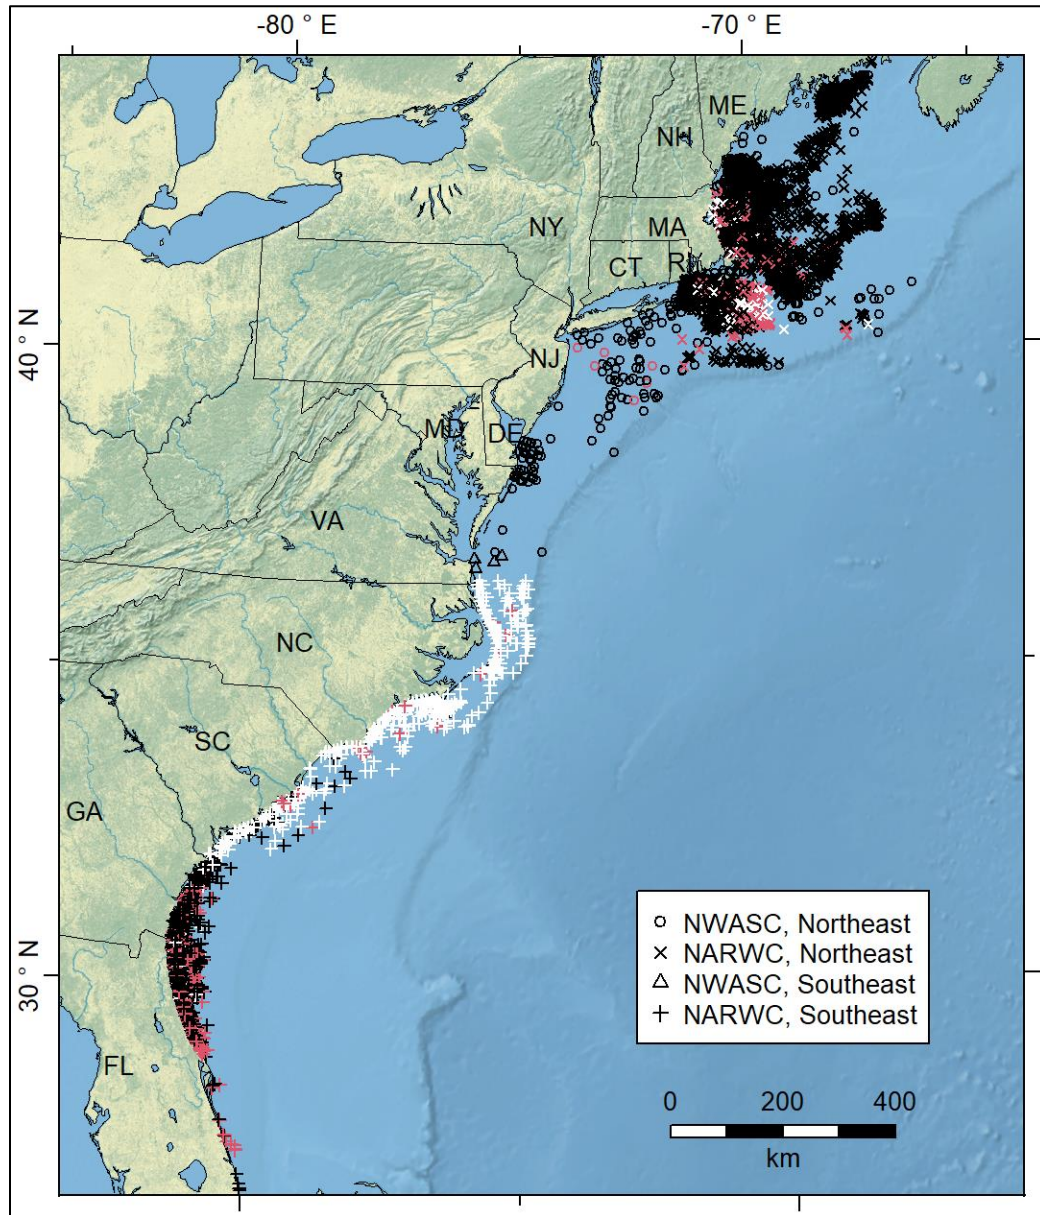 -80 ° E
-70 ° E
ME
NH
NY
MA
CT
RI
40 ° N
NJ
MD
DE
VA
NC
SC
GA
NWASC, Northeast
NARWC, Northeast
NWASC, Southeast
NARWC, Southeast
30 ° N
FL
0 200 400
km